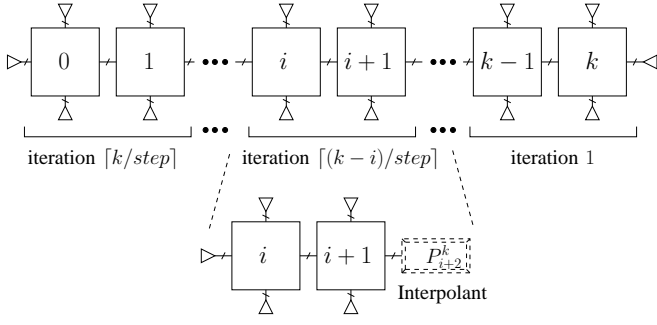 0 1 ••• i i + 1 ••• k − 1 k
iteration ⌈k/step⌉ ••• iteration ⌈(k − i)/step⌉ ••• iteration 1
i i + 1 P^k_{i+2}
Interpolant